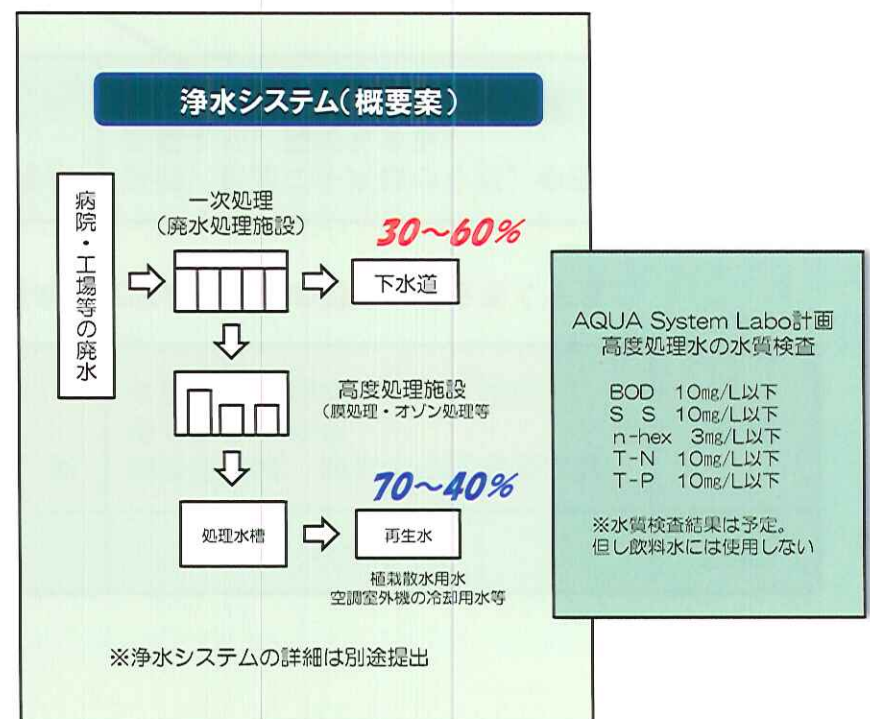 浄水システム(概要案)
病院・工場等の廃水
一次処理
(廃水処理施設)
30～60%
下水道
高度処理施設
(膜処理・オゾン処理等
70～40%
処理水槽
再生水
植栽散水用水
空調室外機の冷却用水等
※浄水システムの詳細は別途提出
AQUA System Labo計画
高度処理水の水質検査
BOD 10㎎/L以下
S S 10㎎/L以下
n-hex 3㎎/L以下
T-N 10㎎/L以下
T-P 10㎎/L以下
※水質検査結果は予定。
但し飲料水には使用しない